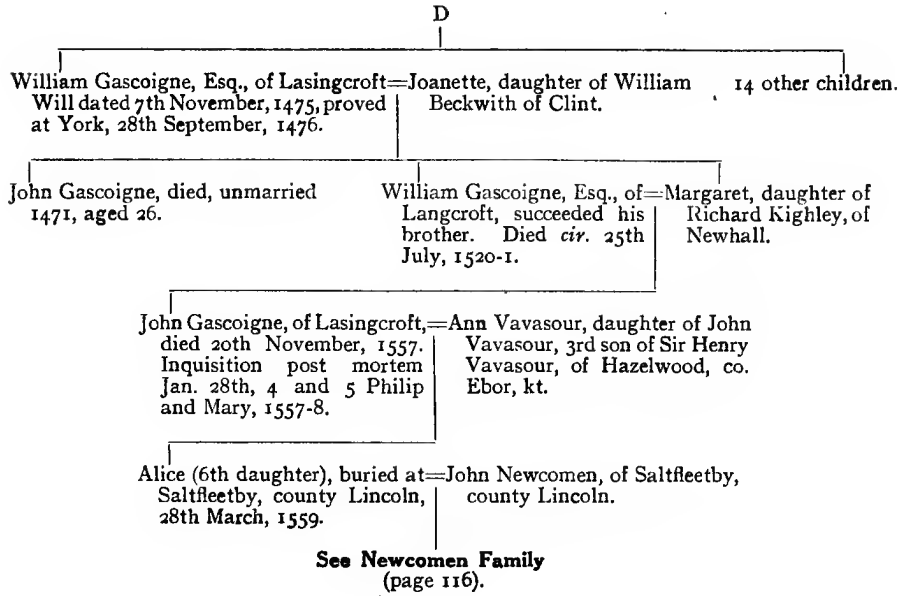 D
William Gascoigne, Esq., of Lasingcroft=Joanette, daughter of William 14 other children.
Will dated 7th November, 1475, proved Beckwith of Clint.
at York, 28th September, 1476.
John Gascoigne, died, unmarried William Gascoigne, Esq., of=Margaret, daughter of
1471, aged 26. Langcroft, succeeded his Richard Kighley, of
brother. Died cir. 25th Newhall.
July, 1520-1.
John Gascoigne, of Lasingcroft,=Ann Vavasour, daughter of John
died 20th November, 1557. Vavasour, 3rd son of Sir Henry
Inquisition post mortem Vavasour, of Hazelwood, co.
Jan. 28th, 4 and 5 Philip Ebor, kt.
and Mary, 1557-8.
Alice (6th daughter), buried at=John Newcomen, of Saltfleetby,
Saltfleetby, county Lincoln, county Lincoln.
28th March, 1559.
See Newcomen Family
(page 116).